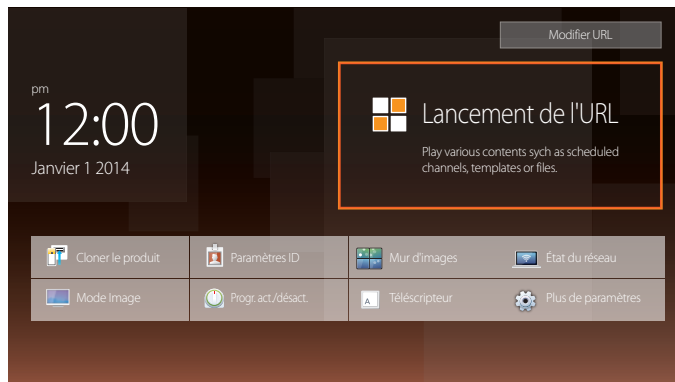 Modifier URL
pm
12:00
Janvier 1 2014
Lancement de l'URL
Play various contents sych as scheduled
channels, templates or files.
Cloner le produit
Paramètres ID
Mur d'images
État du réseau
Mode Image
Progr. act./désact.
A
Téléscripteur
Plus de paramètres